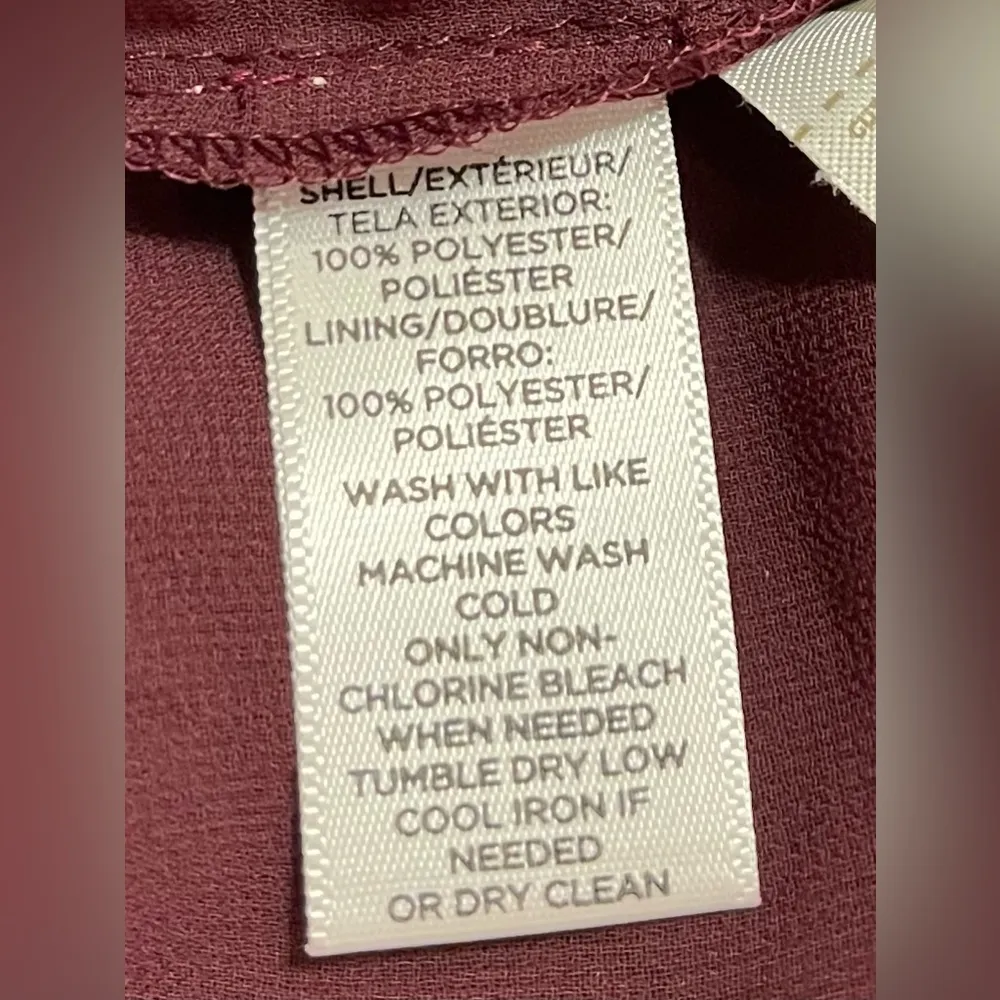 SHELL/EXTÉRIEUR/
TELA EXTERIOR:
100% POLYESTER/
POLIÉSTER
LINING/DOUBLURE/
FORRO:
100% POLYESTER/
POLIÉSTER
WASH WITH LIKE
COLORS
MACHINE WASH
COLD
ONLY NON-
CHLORINE BLEACH
WHEN NEEDED
TUMBLE DRY LOW
COOL IRON IF
NEEDED
OR DRY CLEAN